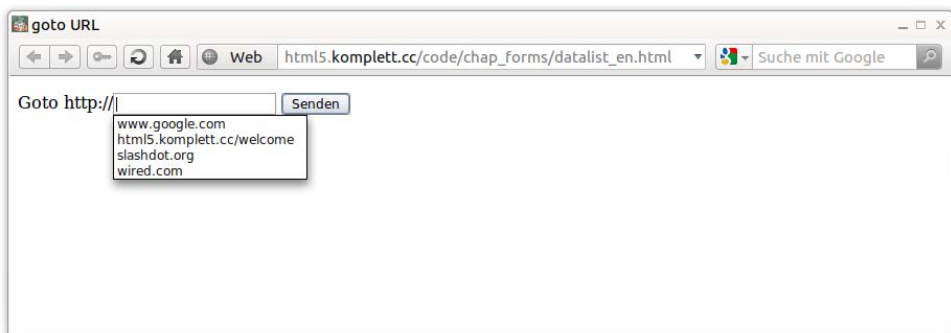 goto URL
Web html5.komplett.cc/code/chap_forms/datalist_en.html Suche mit Google
Goto http:// Senden
www.google.com
html5.komplett.cc/welcome
slashdot.org
wired.com